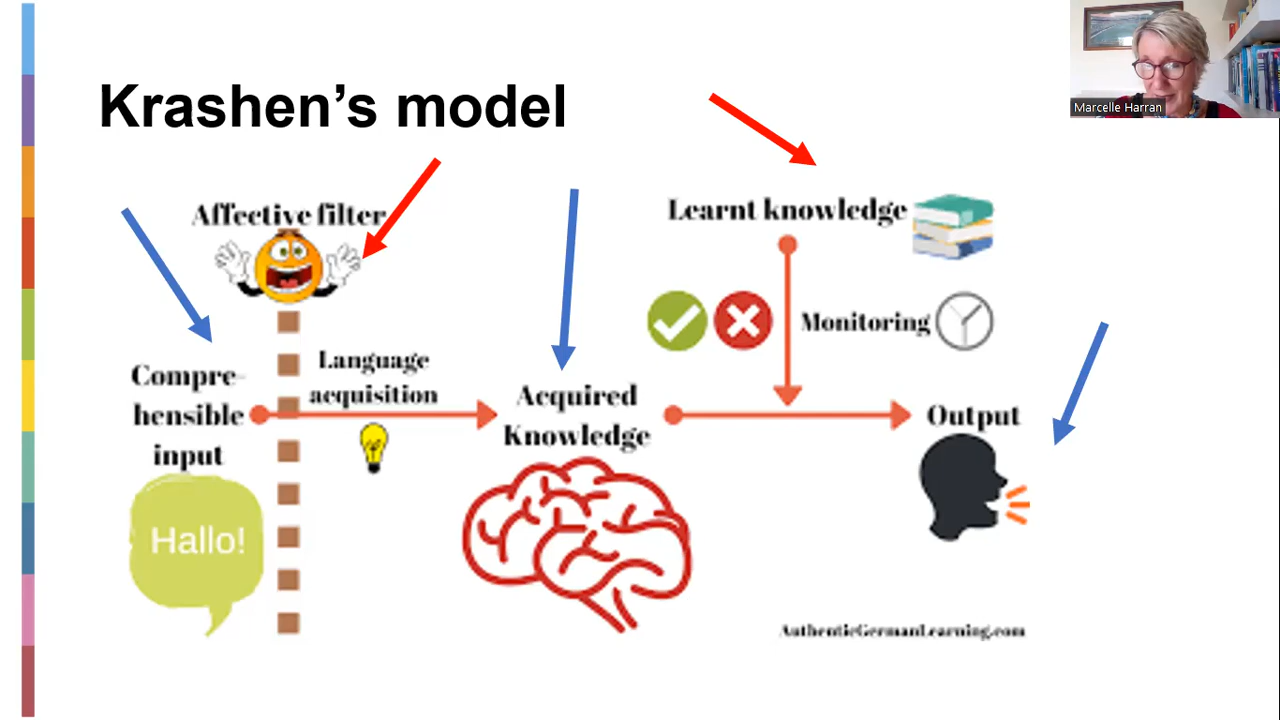 Krashen's model
Marcelle Harran
Affective filter
Learnt knowledge
Monitoring
Language
acquisition
Compre-
hensible
input
Acquired
Knowledge
Output
Hallo!
AuthenticGermanLearning.com